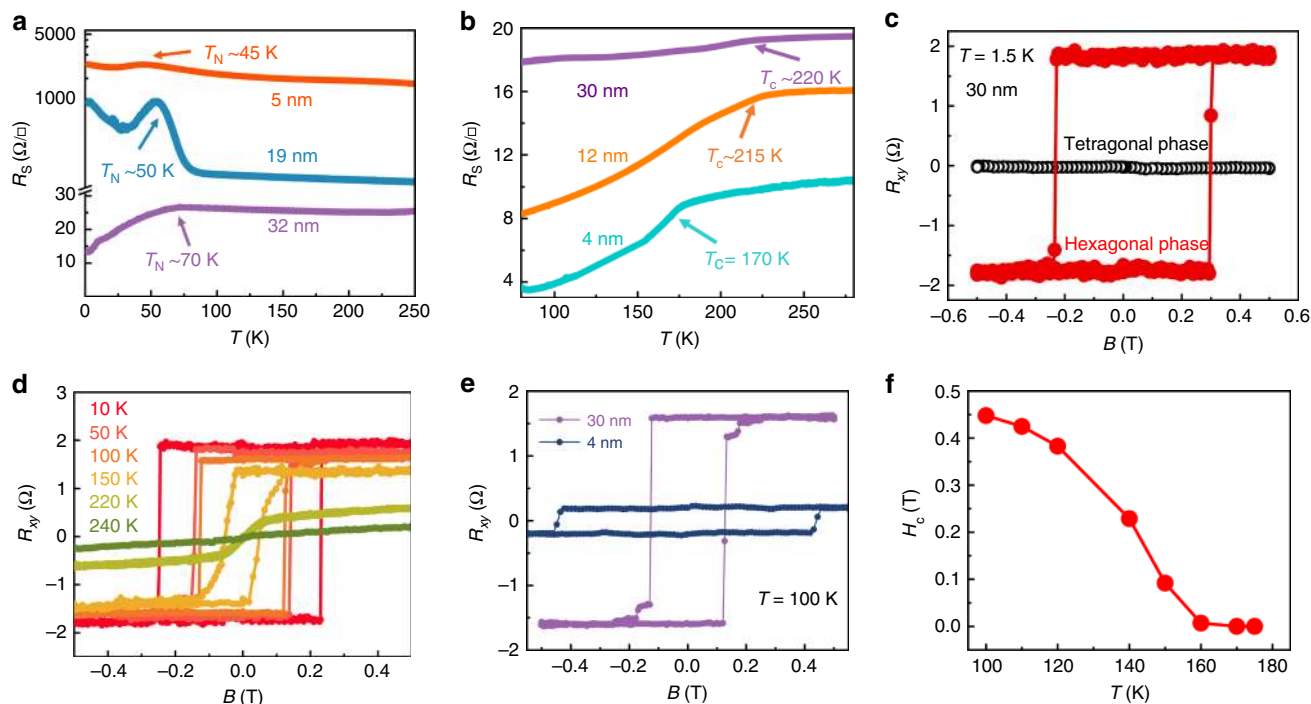 a
5000
1000
30
20
10
R_S (Ω/□)
T_N ~45 K
5 nm
19 nm
T_N ~50 K
32 nm
T_N ~70 K
0 50 100 150 200 250
T (K)
b
20
16
12
8
4
R_S (Ω/□)
30 nm
T_c ~220 K
12 nm
T_c~215 K
4 nm
T_C = 170 K
100 150 200 250
T (K)
c
2
1
0
−1
−2
R_xy (Ω)
T = 1.5 K
30 nm
Tetragonal phase
Hexagonal phase
−0.6 −0.4 −0.2 0.0 0.2 0.4 0.6
B (T)
d
3
2
1
0
−1
−2
R_xy (Ω)
10 K
50 K
100 K
150 K
220 K
240 K
−0.4 −0.2 0.0 0.2 0.4
B (T)
e
2
1
0
−1
−2
R_xy (Ω)
30 nm
4 nm
T = 100 K
−0.4 −0.2 0.0 0.2 0.4
B (T)
f
0.5
0.4
0.3
0.2
0.1
0.0
H_c (T)
100 120 140 160 180
T (K)